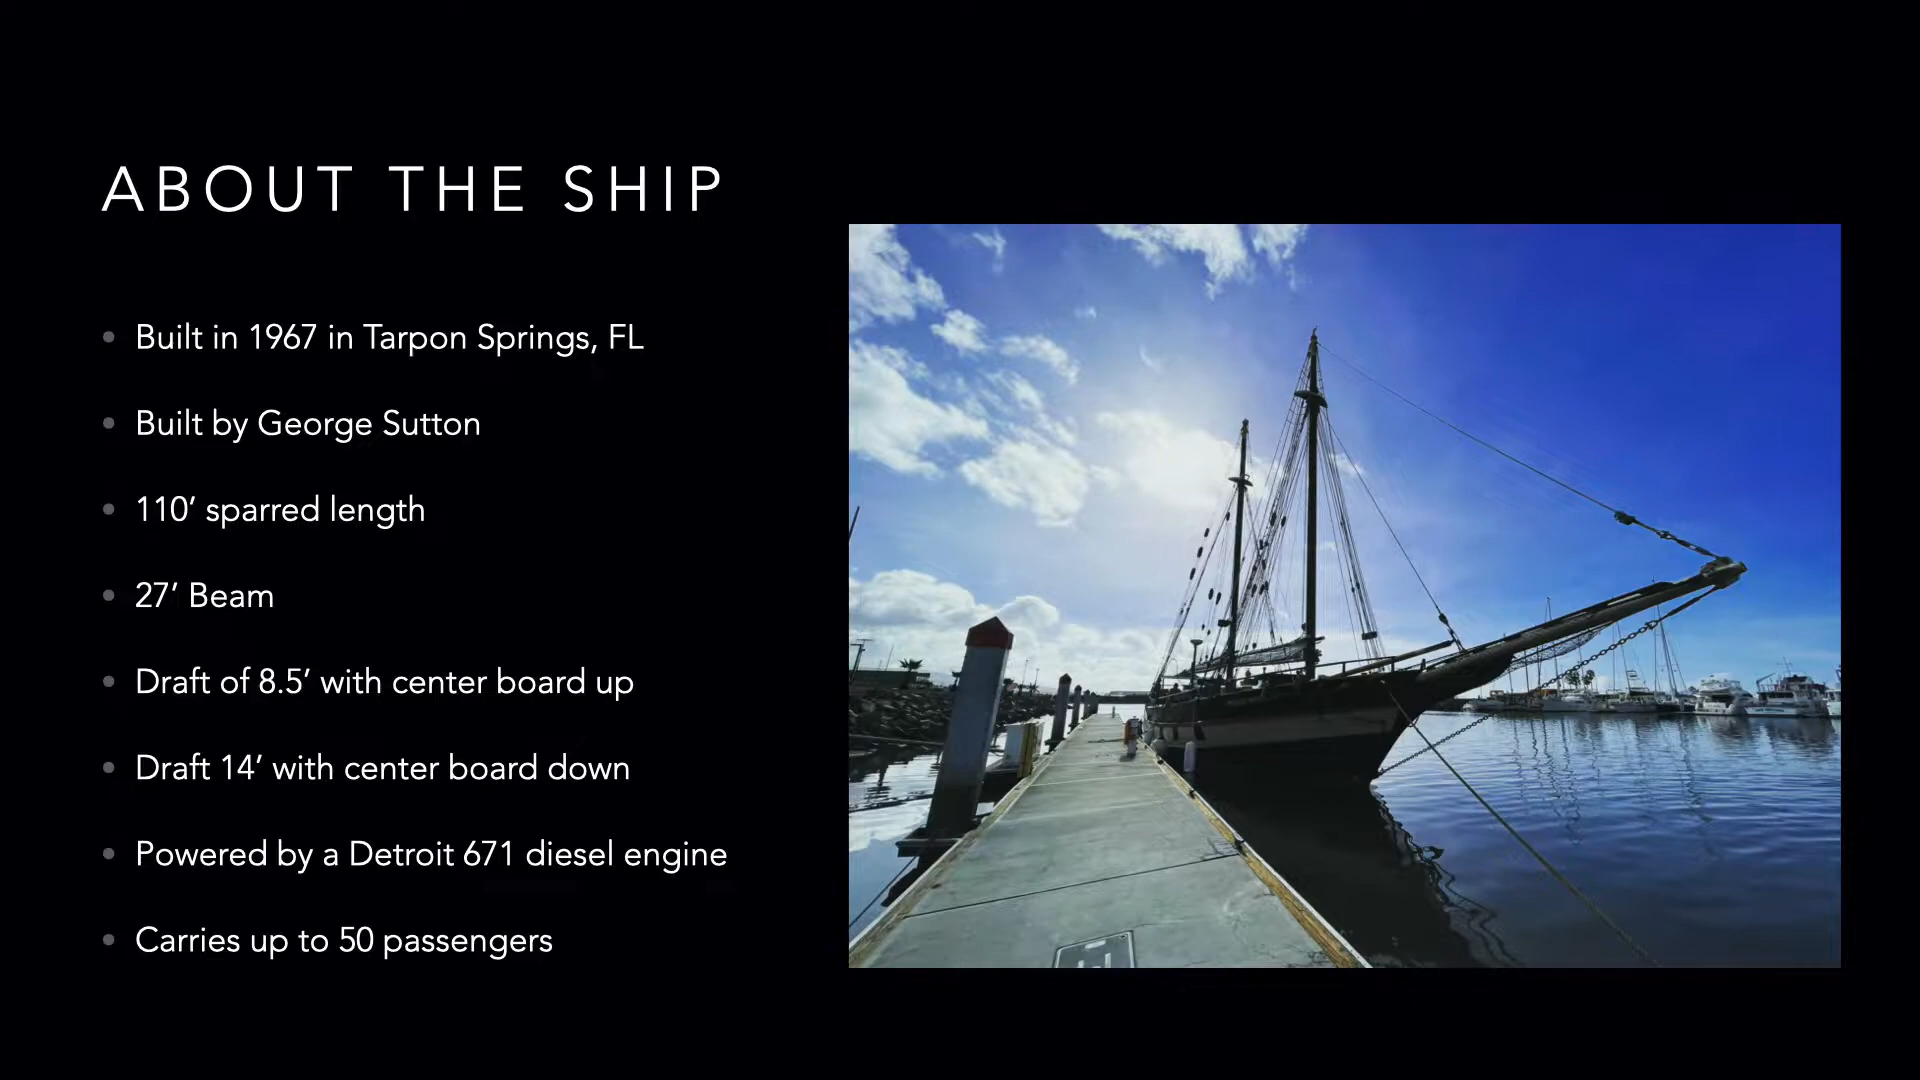 ABOUT THE SHIP
• Built in 1967 in Tarpon Springs, FL
• Built by George Sutton
• 110’ sparred length
• 27’ Beam
• Draft of 8.5’ with center board up
• Draft 14’ with center board down
• Powered by a Detroit 671 diesel engine
• Carries up to 50 passengers